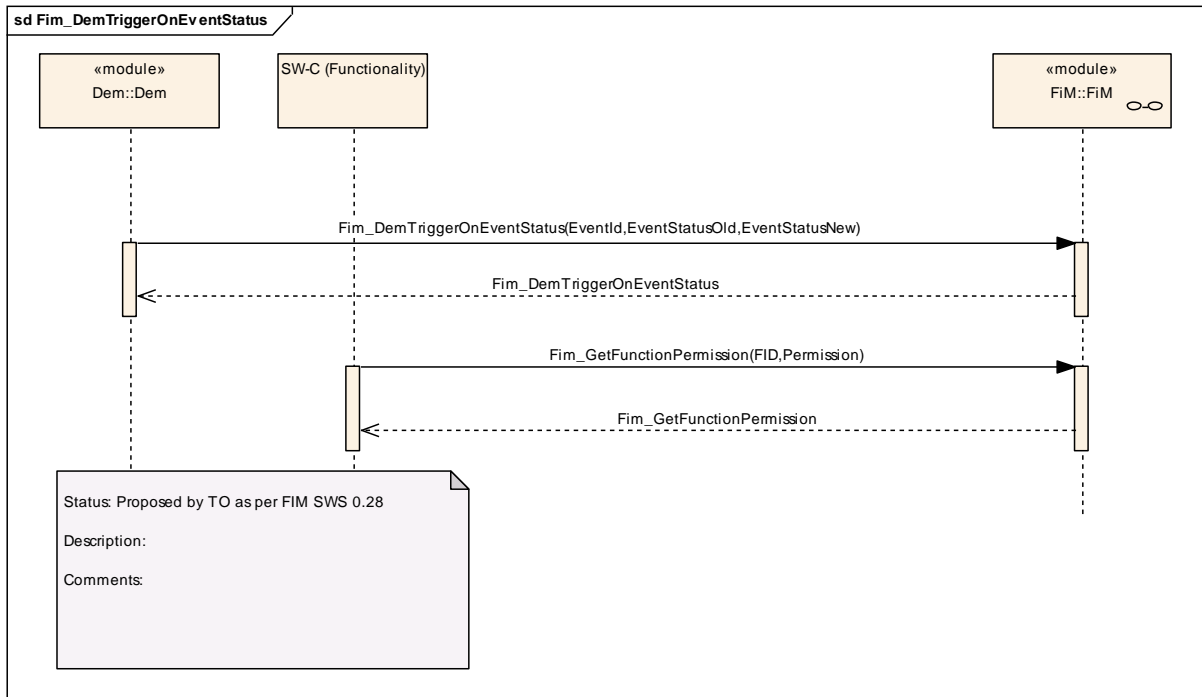 sd Fim_DemTriggerOnEventStatus
«module»
Dem::Dem
SW-C (Functionality)
«module»
FiM::FiM
Fim_DemTriggerOnEventStatus(EventId,EventStatusOld,EventStatusNew)
Fim_DemTriggerOnEventStatus
Fim_GetFunctionPermission(FID,Permission)
Fim_GetFunctionPermission
Status: Proposed by TO as per FIM SWS 0.28
Description:
Comments: